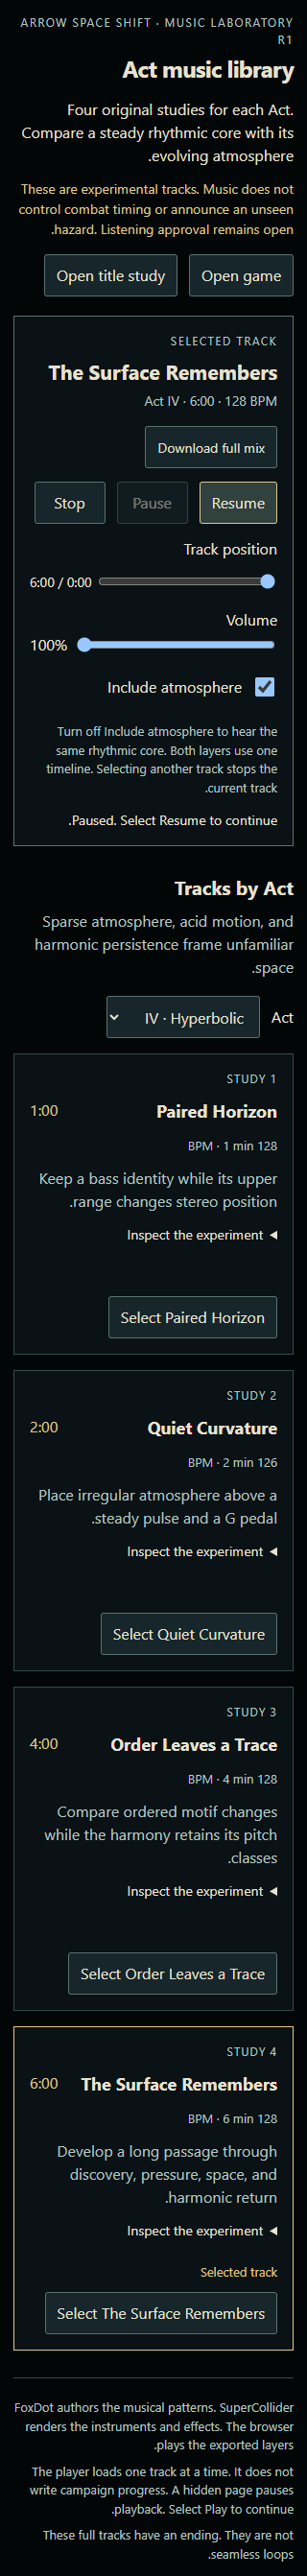 ARROW SPACE SHIFT · MUSIC LABORATORY
R1
Act music library
Four original studies for each Act.
Compare a steady rhythmic core with its
.evolving atmosphere
These are experimental tracks. Music does not
control combat timing or announce an unseen
.hazard. Listening approval remains open
Open title study Open game
SELECTED TRACK
The Surface Remembers
Act IV · 6:00 · 128 BPM
Download full mix
Stop Pause Resume
Track position
6:00 / 0:00
Volume
100%
Include atmosphere
Turn off Include atmosphere to hear the
same rhythmic core. Both layers use one
timeline. Selecting another track stops the
.current track
.Paused. Select Resume to continue
Tracks by Act
Sparse atmosphere, acid motion, and
harmonic persistence frame unfamiliar
.space
IV · Hyperbolic Act
STUDY 1
1:00 Paired Horizon
BPM · 1 min 128
Keep a bass identity while its upper
.range changes stereo position
Inspect the experiment
Select Paired Horizon
STUDY 2
2:00 Quiet Curvature
BPM · 2 min 126
Place irregular atmosphere above a
.steady pulse and a G pedal
Inspect the experiment
Select Quiet Curvature
STUDY 3
4:00 Order Leaves a Trace
BPM · 4 min 128
Compare ordered motif changes
while the harmony retains its pitch
.classes
Inspect the experiment
Select Order Leaves a Trace
STUDY 4
6:00 The Surface Remembers
BPM · 6 min 128
Develop a long passage through
discovery, pressure, space, and
.harmonic return
Inspect the experiment
Selected track
Select The Surface Remembers
FoxDot authors the musical patterns. SuperCollider
renders the instruments and effects. The browser
.plays the exported layers
The player loads one track at a time. It does not
write campaign progress. A hidden page pauses
.playback. Select Play to continue
These full tracks have an ending. They are not
.seamless loops